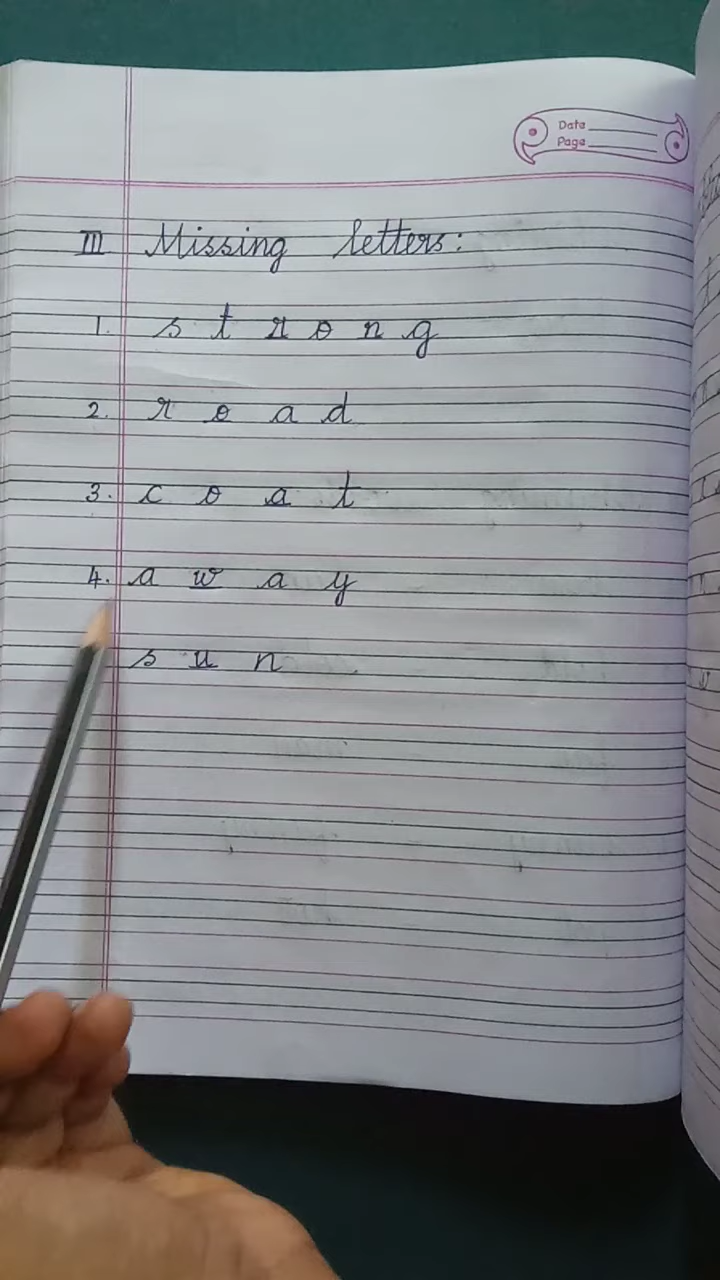 Date
Page
III Missing letters:
1. s t r o n g
2. r o a d
3. c o a t
4. a w a y
s u n